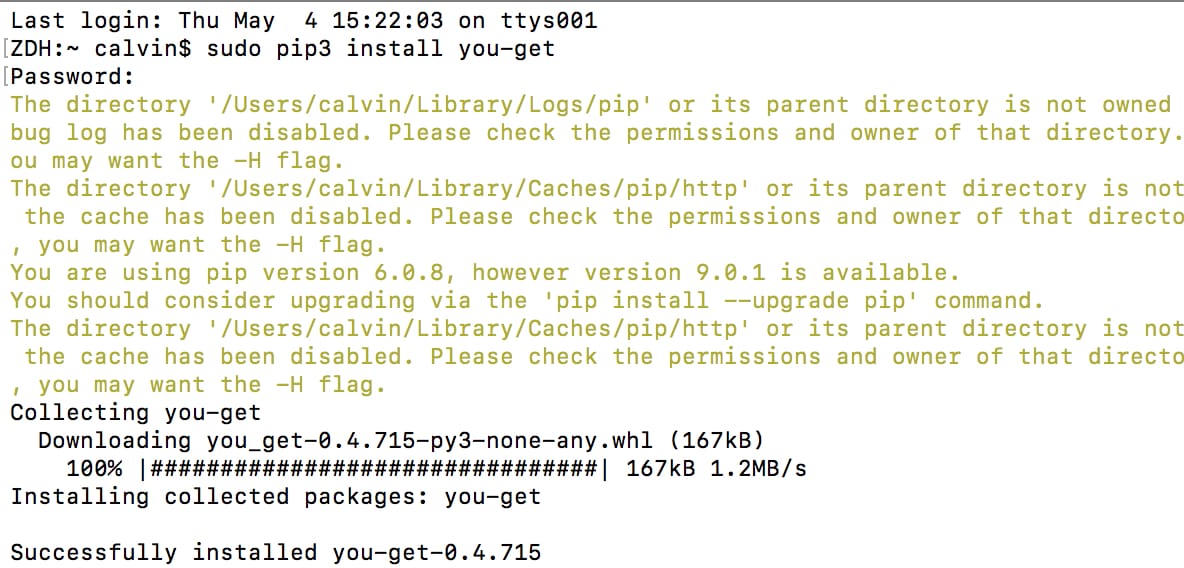 Last login: Thu May  4 15:22:03 on ttys001
[ZDH:~ calvin$ sudo pip3 install you-get
[Password:
The directory '/Users/calvin/Library/Logs/pip' or its parent directory is not owned
bug log has been disabled. Please check the permissions and owner of that directory.
ou may want the -H flag.
The directory '/Users/calvin/Library/Caches/pip/http' or its parent directory is not
 the cache has been disabled. Please check the permissions and owner of that directo
, you may want the -H flag.
You are using pip version 6.0.8, however version 9.0.1 is available.
You should consider upgrading via the 'pip install --upgrade pip' command.
The directory '/Users/calvin/Library/Caches/pip/http' or its parent directory is not
 the cache has been disabled. Please check the permissions and owner of that directo
, you may want the -H flag.
Collecting you-get
  Downloading you_get-0.4.715-py3-none-any.whl (167kB)
    100% |################################| 167kB 1.2MB/s
Installing collected packages: you-get
Successfully installed you-get-0.4.715